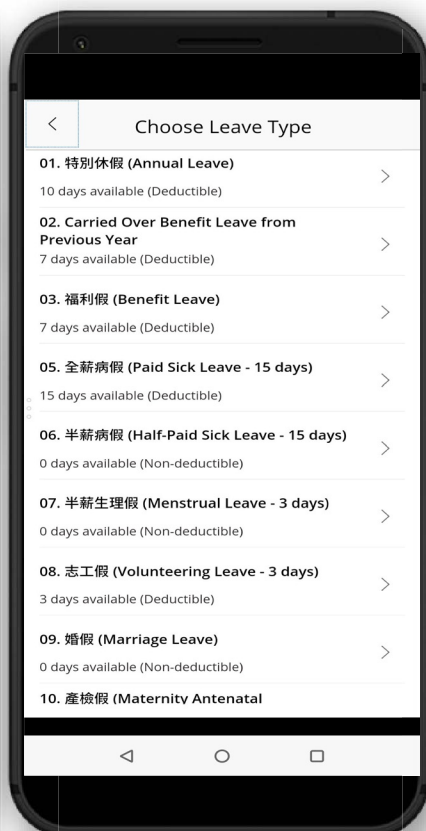 Choose Leave Type
01. 特別休假 (Annual Leave)
10 days available (Deductible)
02. Carried Over Benefit Leave from
Previous Year
7 days available (Deductible)
03. 福利假 (Benefit Leave)
7 days available (Deductible)
05. 全薪病假 (Paid Sick Leave - 15 days)
15 days available (Deductible)
06. 半薪病假 (Half-Paid Sick Leave - 15 days)
0 days available (Non-deductible)
07. 半薪生理假 (Menstrual Leave - 3 days)
0 days available (Non-deductible)
08. 志工假 (Volunteering Leave - 3 days)
3 days available (Deductible)
09. 婚假 (Marriage Leave)
0 days available (Non-deductible)
10. 產檢假 (Maternity Antenatal